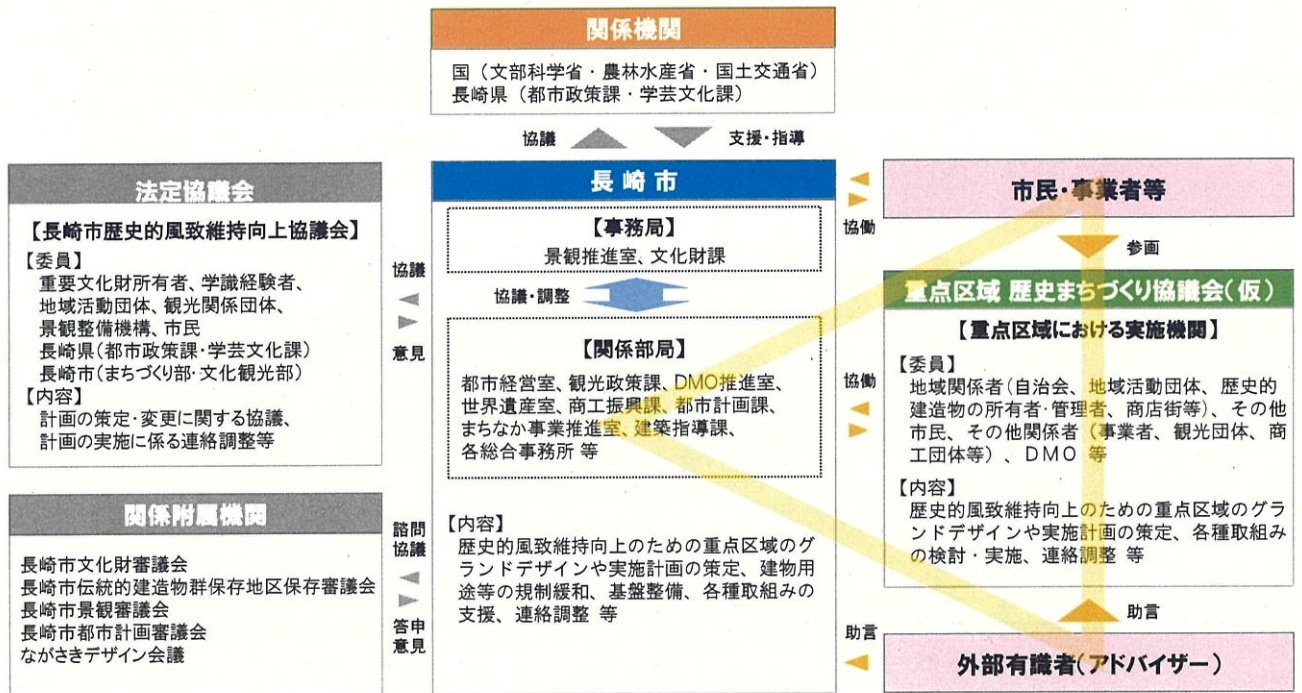 関係機関
国（文部科学省・農林水産省・国土交通省）
長崎県（都市政策課・学芸文化課）
協議
支援・指導
法定協議会
【長崎市歴史的風致維持向上協議会】
【委員】
重要文化財所有者、学識経験者、
地域活動団体、観光関係団体、
景観整備機構、市民
長崎県（都市政策課・学芸文化課）
長崎市（まちづくり部・文化観光部）
【内容】
計画の策定・変更に関する協議、
計画の実施に係る連絡調整等
協議
意見
関係附属機関
長崎市文化財審議会
長崎市伝統的建造物群保存地区保存審議会
長崎市景観審議会
長崎市都市計画審議会
ながさきデザイン会議
諮問
協議
答申
意見
長崎市
【事務局】
景観推進室、文化財課
協議・調整
【関係部局】
都市経営室、観光政策課、DMO推進室、
世界遺産室、商工振興課、都市計画課、
まちなか事業推進室、建築指導課、
各総合事務所 等
【内容】
歴史的風致維持向上のための重点区域のグ
ランドデザインや実施計画の策定、建物用
途等の規制緩和、基盤整備、各種取組みの
支援、連絡調整 等
協働
協働
助言
市民・事業者等
参画
重点区域 歴史まちづくり協議会（仮）
【重点区域における実施機関】
【委員】
地域関係者（自治会、地域活動団体、歴史的
建造物の所有者・管理者、商店街等）、その他
市民、その他関係者（事業者、観光団体、商
工団体等）、DMO 等
【内容】
歴史的風致維持向上のための重点区域のグラ
ンドデザインや実施計画の策定、各種取組み
の検討・実施、連絡調整 等
助言
外部有識者（アドバイザー）